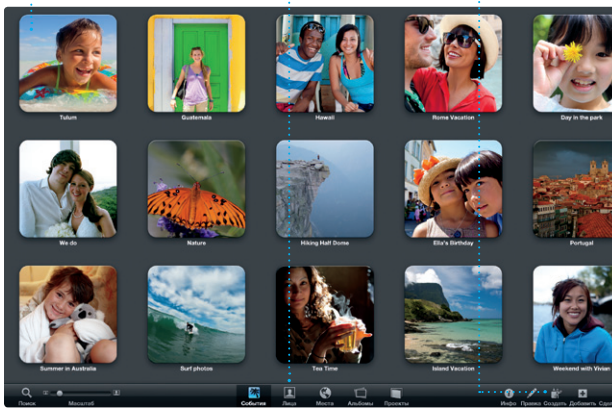 Tulum
Guatemala
Hawaii
Rome Vacation
Day in the park
We do
Nature
Hiking Half Dome
Ella's Birthday
Portugal
Summer in Australia
Surf photos
Tea Time
Island Vacation
Weekend with Vivian
Поиск
Масштаб
События
Лица
Места
Альбомы
Проекты
Инфо
Правка
Создать
Добавить